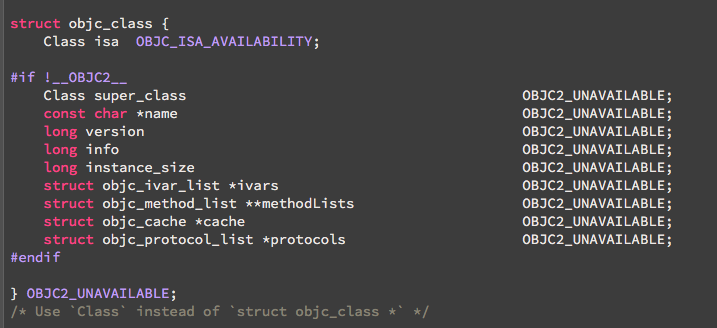 struct objc_class {
    Class isa  OBJC_ISA_AVAILABILITY;
#if !__OBJC2__
    Class super_class                                        OBJC2_UNAVAILABLE;
    const char *name                                         OBJC2_UNAVAILABLE;
    long version                                             OBJC2_UNAVAILABLE;
    long info                                                OBJC2_UNAVAILABLE;
    long instance_size                                       OBJC2_UNAVAILABLE;
    struct objc_ivar_list *ivars                             OBJC2_UNAVAILABLE;
    struct objc_method_list **methodLists                    OBJC2_UNAVAILABLE;
    struct objc_cache *cache                                 OBJC2_UNAVAILABLE;
    struct objc_protocol_list *protocols                     OBJC2_UNAVAILABLE;
#endif
} OBJC2_UNAVAILABLE;
/* Use `Class` instead of `struct objc_class *` */